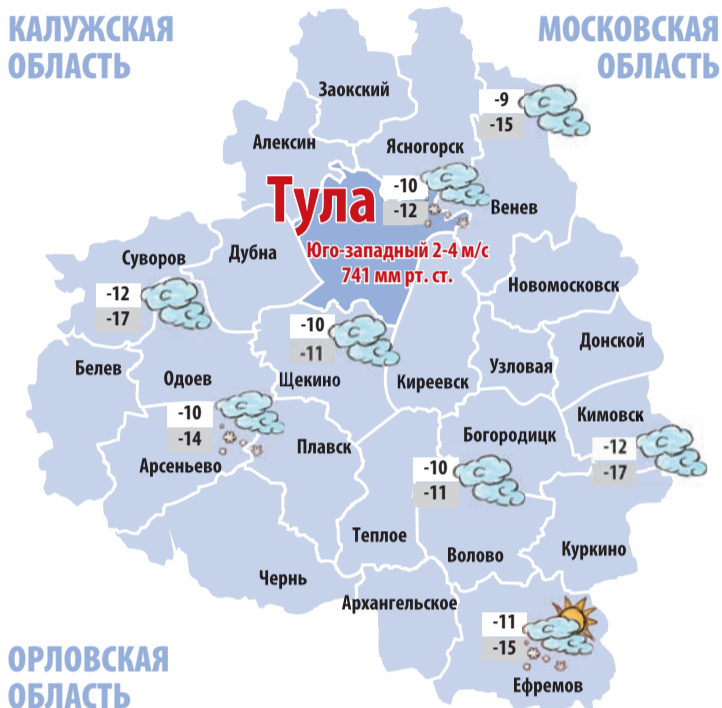 КАЛУЖСКАЯ
ОБЛАСТЬ
МОСКОВСКАЯ
ОБЛАСТЬ
Заокский
-9
-15
Алексин
Ясногорск
Тула
-10
-12
Венев
Юго-западный 2-4 м/с
741 мм рт. ст.
Суворов
Дубна
-12
-17
Новомосковск
-10
-11
Донской
Узловая
Белев
Одоев
Щекино
Киреевск
-10
-14
Арсеньево
Плавск
Богородицк
Кимовск
-12
-17
-10
-11
Теплое
Волово
Куркино
Чернь
Архангельское
-11
-15
Ефремов
ОРЛОВСКАЯ
ОБЛАСТЬ